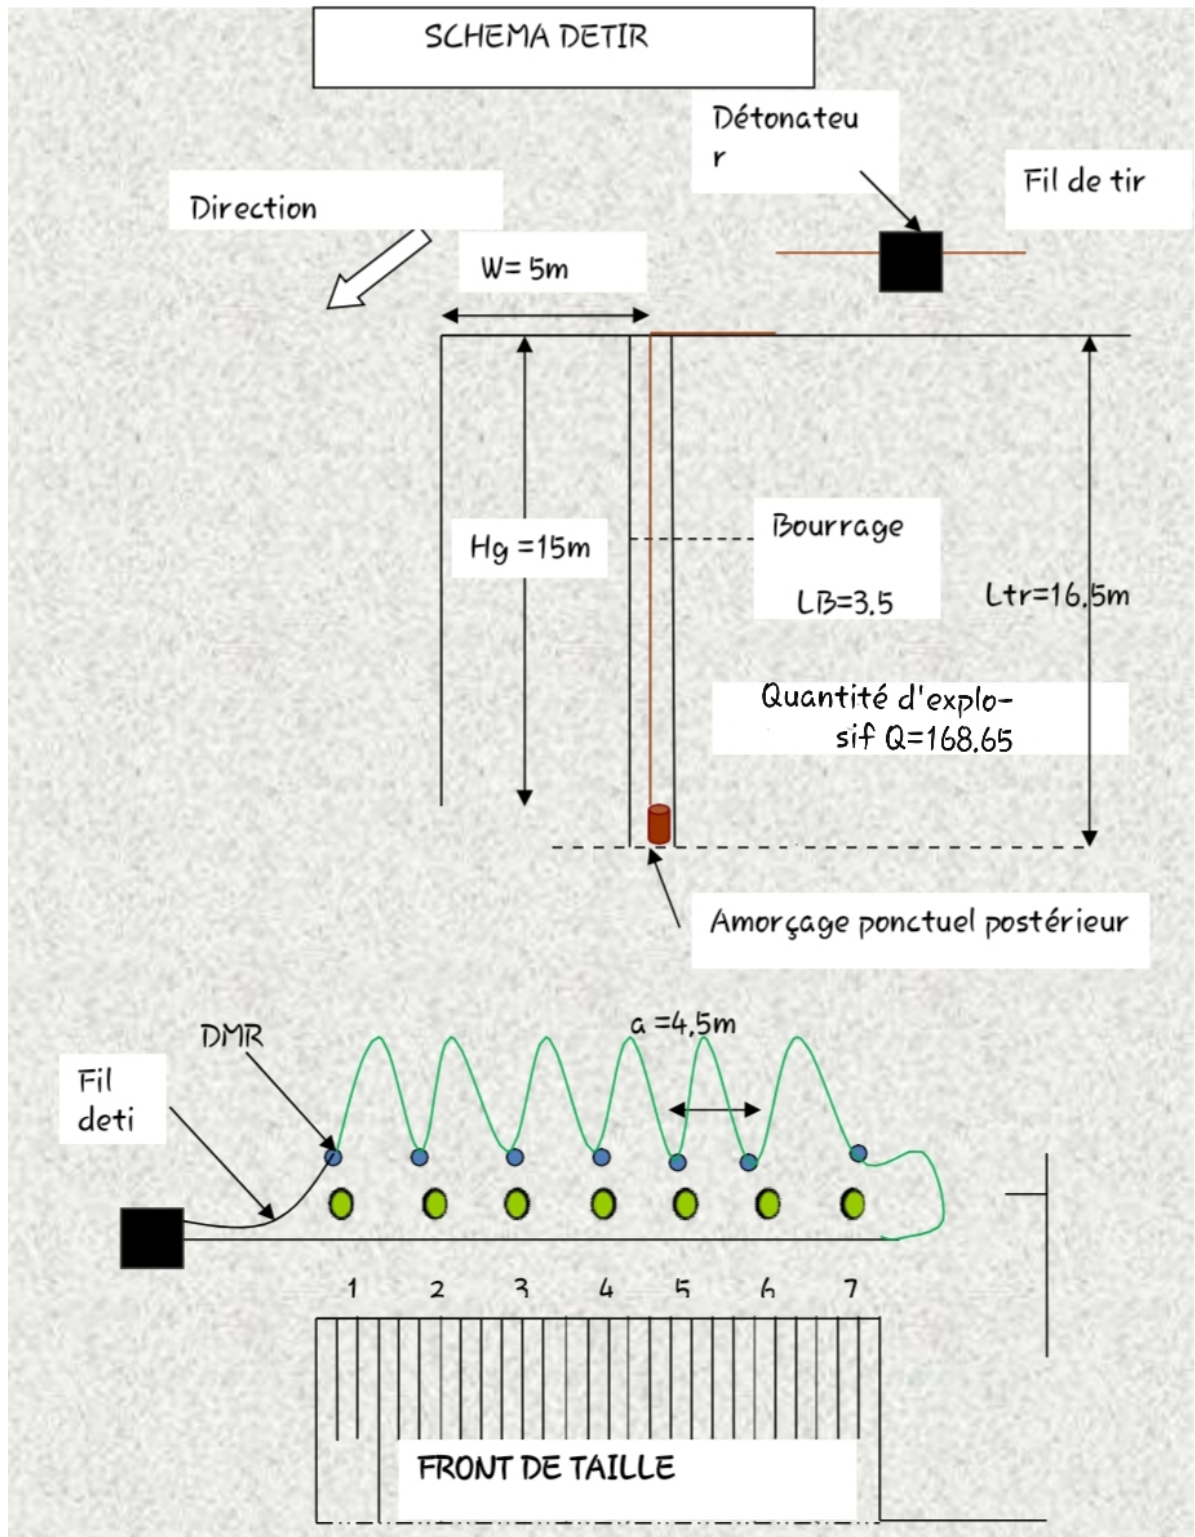 SCHEMA DETIR
Détonateu
r
Fil de tir
Direction
W= 5m
Hg =15m
Bourrage
LB=3.5
Ltr=16.5m
Quantité d'explo-
sif Q=168.65
Amorçage ponctuel postérieur
a =4.5m
DMR
Fil
deti
1 2 3 4 5 6 7
FRONT DE TAILLE